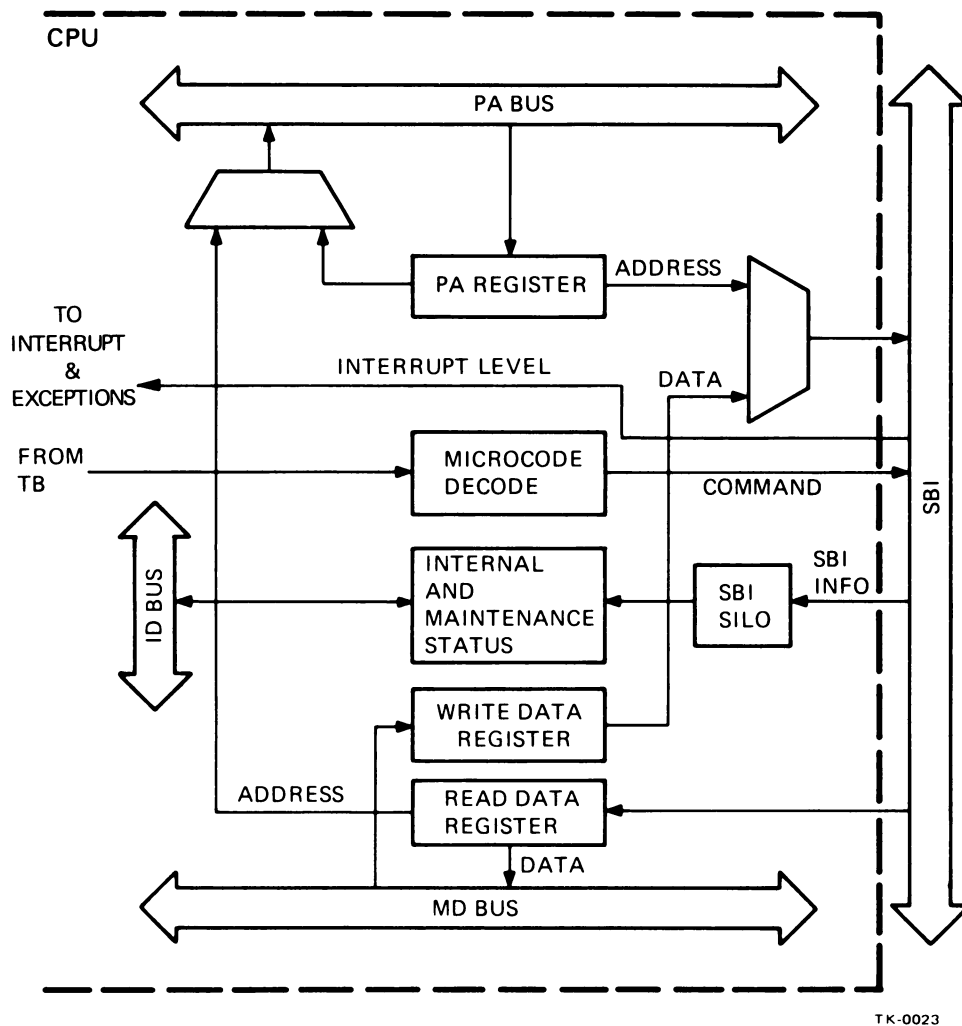 CPU
PA BUS
PA REGISTER
ADDRESS
TO
INTERRUPT
&
EXCEPTIONS
INTERRUPT LEVEL
DATA
FROM
TB
MICROCODE
DECODE
COMMAND
SBI
ID BUS
INTERNAL
AND
MAINTENANCE
STATUS
SBI
SILO
SBI
INFO
WRITE DATA
REGISTER
ADDRESS
READ DATA
REGISTER
DATA
MD BUS
TK-0023